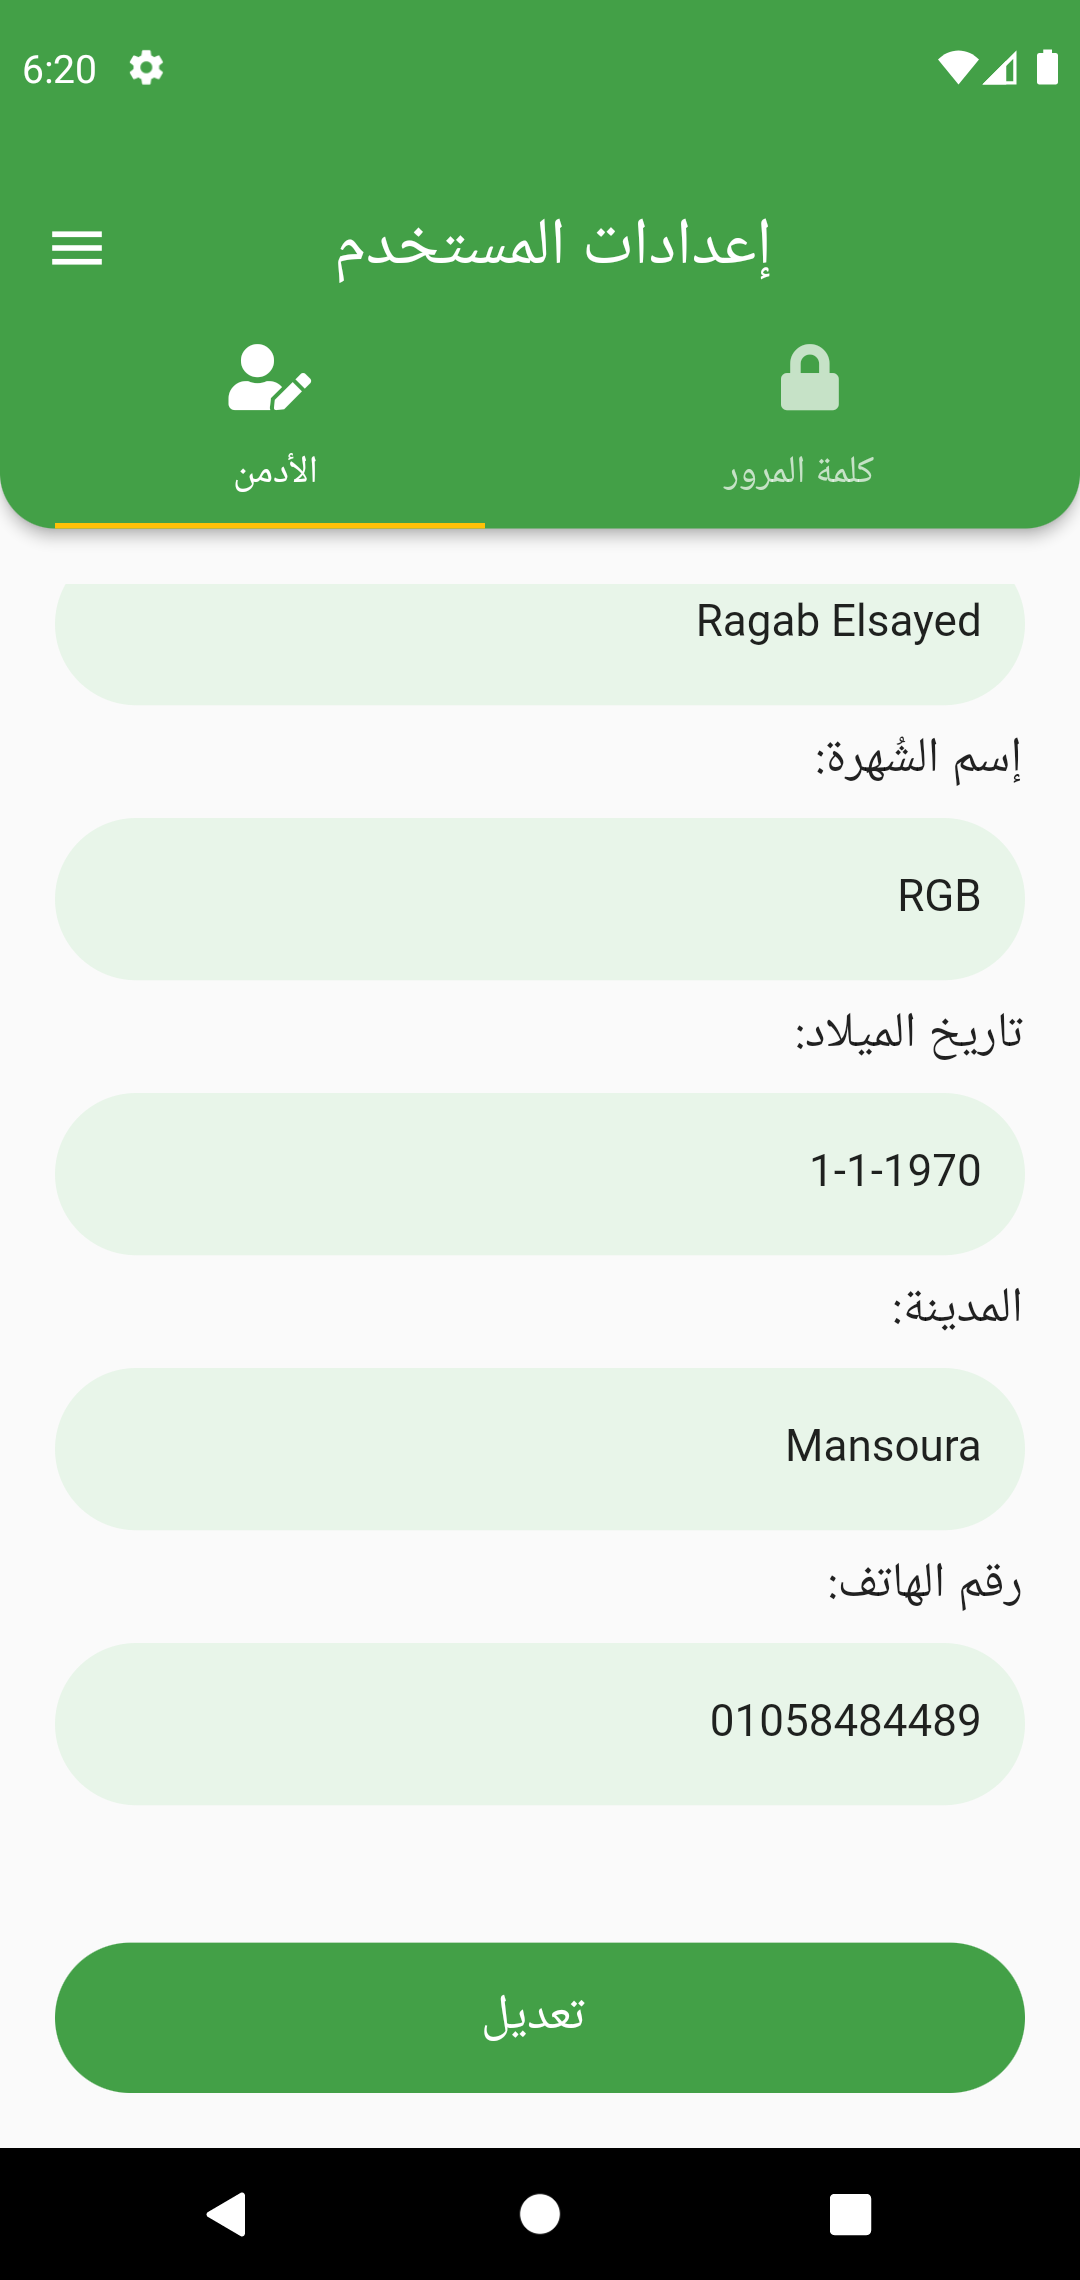 6:20
إعدادات المستخدم
كلمة المرور
الأدمن
Ragab Elsayed
إسم الشُهرة:
RGB
تاريخ الميلاد:
1-1-1970
المدينة:
Mansoura
رقم الهاتف:
01058484489
تعديل